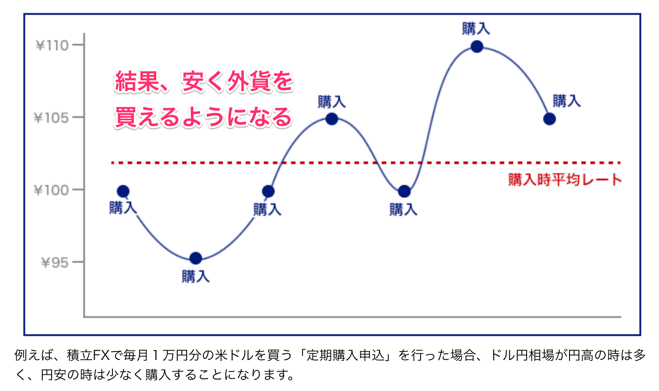 購入
¥110
結果、安く外貨を
購入
購入
買えるようになる
¥105
購入時平均レート
¥100
購入
購入
購入
¥95
購入
例えば、積立FXで毎月１万円分の米ドルを買う「定期購入申込」を行った場合、ドル円相場が円高の時は多
く、円安の時は少なく購入することになります。